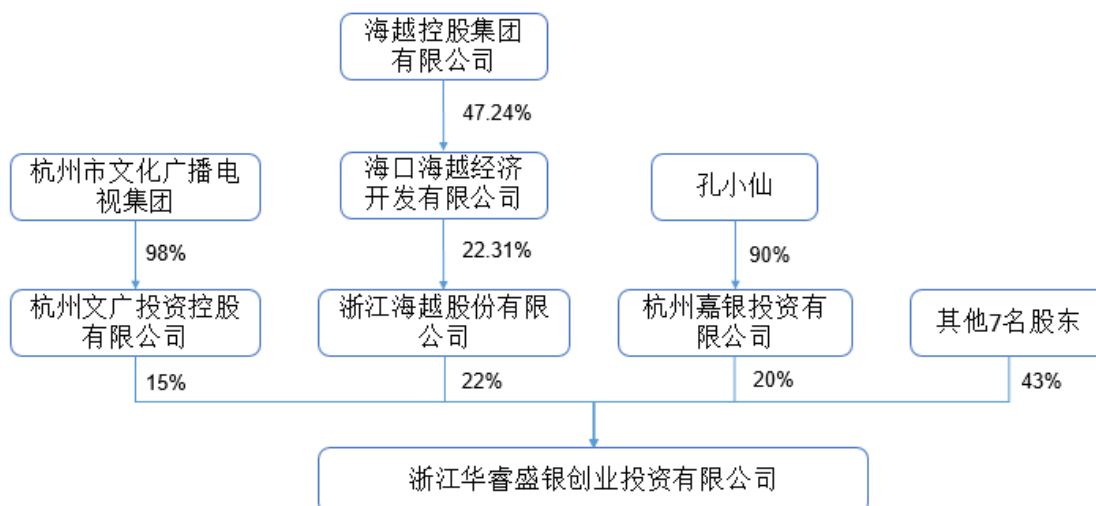 海越控股集团
有限公司
47.24%
杭州市文化广播电
视集团
海口海越经济
开发有限公司
孔小仙
98%
22.31%
90%
杭州文广投资控股
有限公司
浙江海越股份有限
公司
杭州嘉银投资有
限公司
其他7名股东
15%
22%
20%
43%
浙江华睿盛银创业投资有限公司